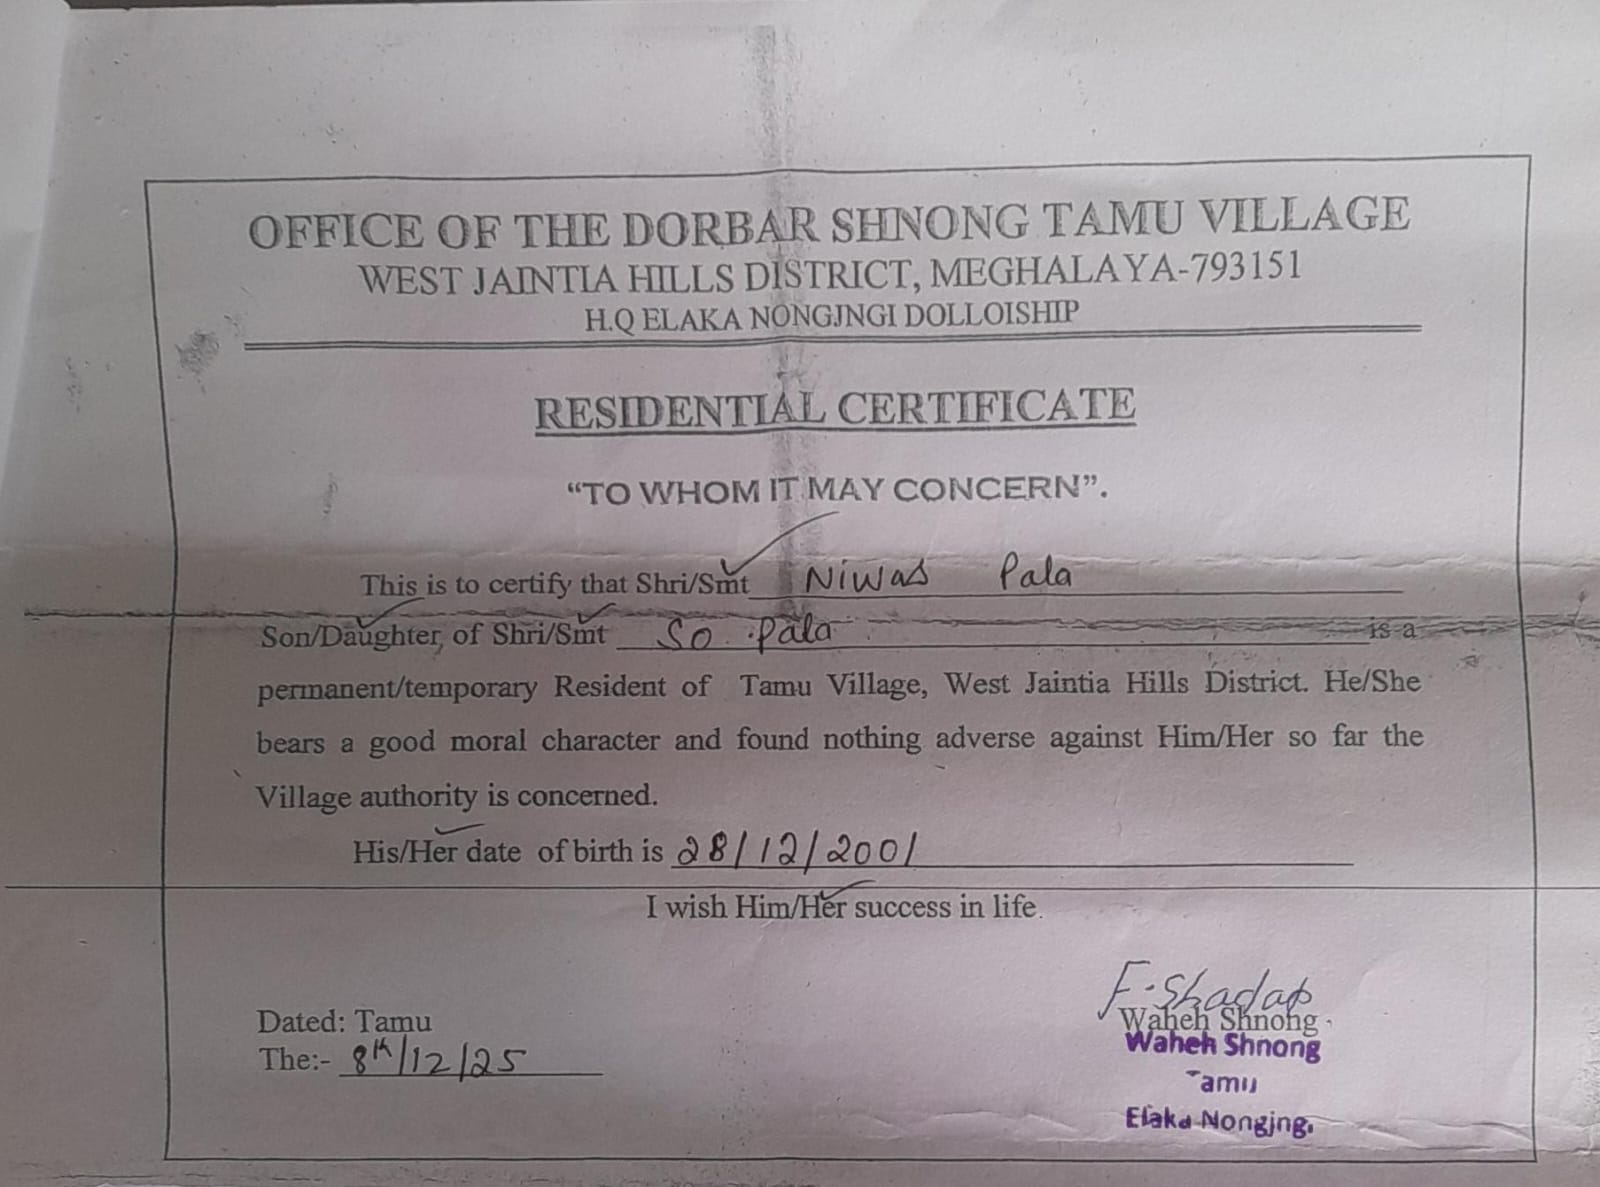 OFFICE OF THE DORBAR SHNONG TAMU VILLAGE
WEST JAINTIA HILLS DISTRICT, MEGHALAYA-793151
H.Q ELAKA NONGJNGI DOLLOISHIP
RESIDENTIAL CERTIFICATE
“TO WHOM IT MAY CONCERN”.
This is to certify that Shri/Smt Niwas Pala
Son/Daughter, of Shri/Smt So Pala is a
permanent/temporary Resident of Tamu Village, West Jaintia Hills District. He/She
bears a good moral character and found nothing adverse against Him/Her so far the
Village authority is concerned.
His/Her date of birth is 28/12/2001
I wish Him/Her success in life.
F. Shadap
Dated: Tamu
Waheh Shnong
The:- 8th/12/25
Waheh Shnong
Tamu
Elaka Nongjngi